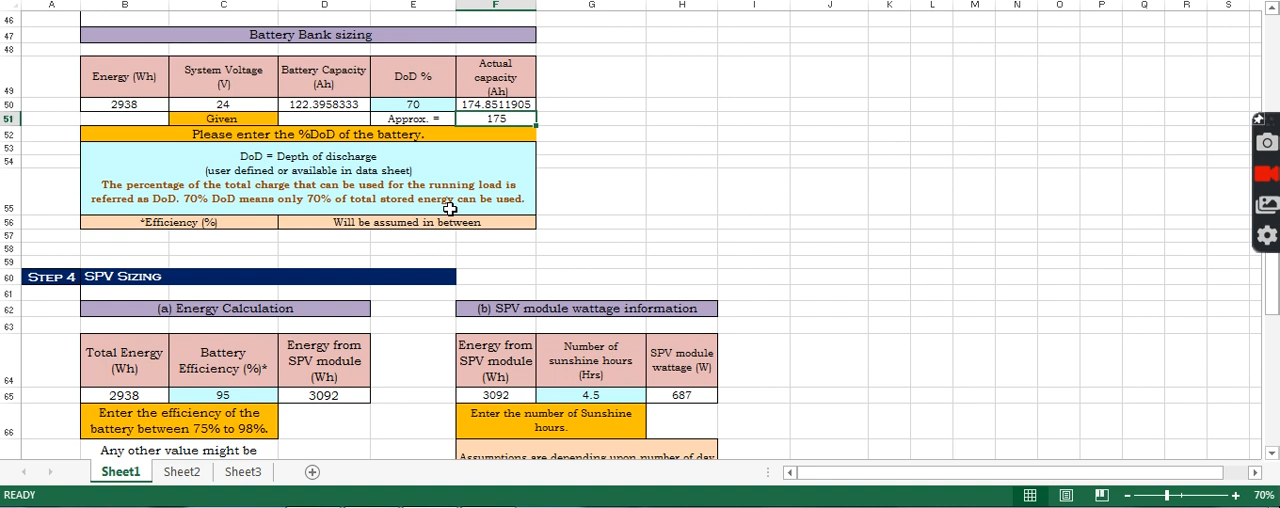 A B C D E F G H I J K L M N O P Q R S
46
47 Battery Bank sizing
48
49 Energy (Wh) System Voltage (V) Battery Capacity (Ah) DoD % Actual capacity (Ah)
50 2938 24 122.3958333 70 174.8511905
51 Given Approx. = 175
52 Please enter the %DoD of the battery.
53
54 DoD = Depth of discharge
(user defined or available in data sheet)
The percentage of the total charge that can be used for the running load is
55 referred as DoD. 70% DoD means only 70% of total stored energy can be used.
56 *Efficiency (%) Will be assumed in between
57
58
59
60 STEP 4 SPV SIZING
61
62 (a) Energy Calculation (b) SPV module wattage information
63
64 Total Energy (Wh) Battery Efficiency (%)* Energy from SPV module (Wh) Energy from SPV module (Wh) Number of sunshine hours (Hrs) SPV module wattage (W)
65 2938 95 3092 3092 4.5 687
66 Enter the efficiency of the battery between 75% to 98%. Enter the number of Sunshine hours.
Any other value might be Assumptions are depending upon number of day
Sheet1 Sheet2 Sheet3
READY 70%